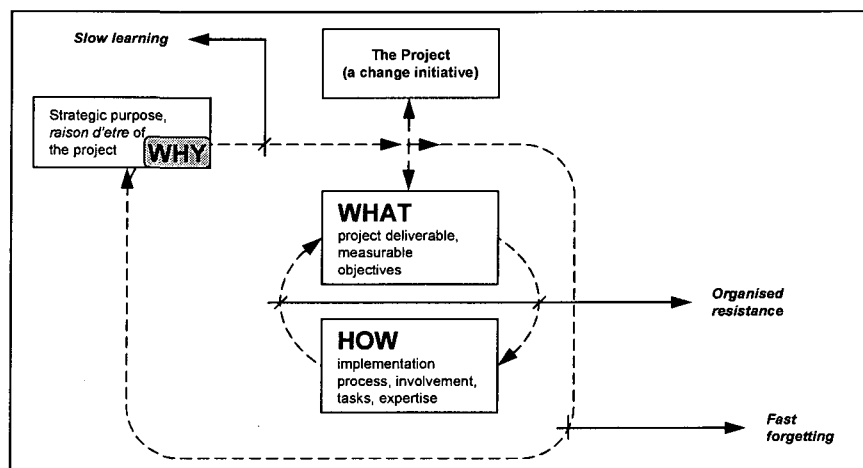 Slow learning
The Project
(a change initiative)
Strategic purpose,
raison d'etre of
the project
WHY
WHAT
project deliverable,
measurable
objectives
Organised
resistance
HOW
implementation
process, involvement,
tasks, expertise
Fast
forgetting